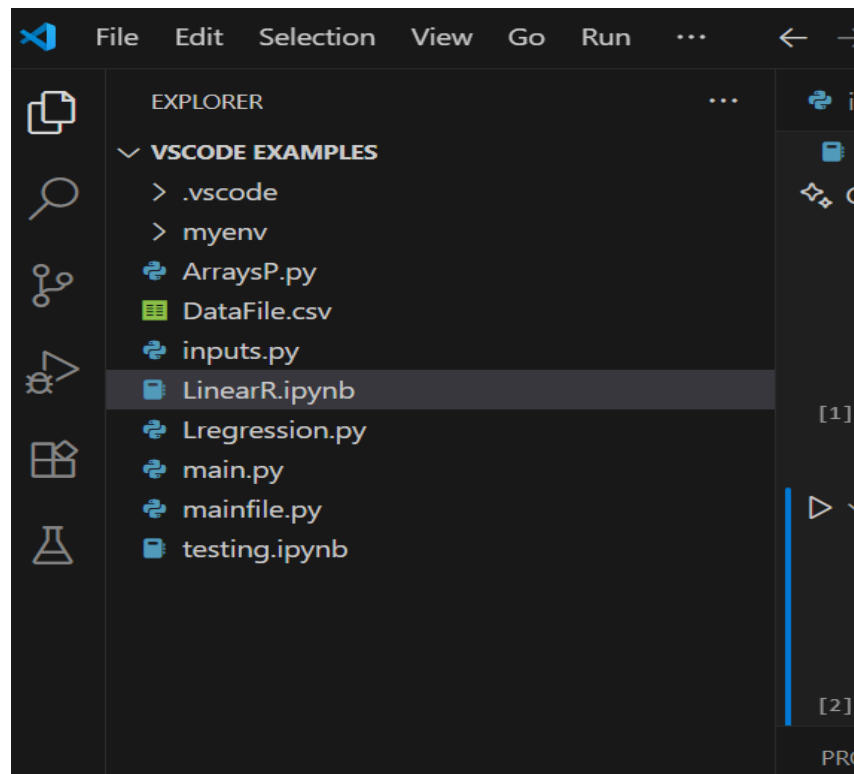 File Edit Selection View Go Run ...
EXPLORER ...
VSCODE EXAMPLES
.vscode
myenv
ArraysP.py
DataFile.csv
inputs.py
LinearR.ipynb
[1]
Lregression.py
main.py
mainfile.py
testing.ipynb
[2]